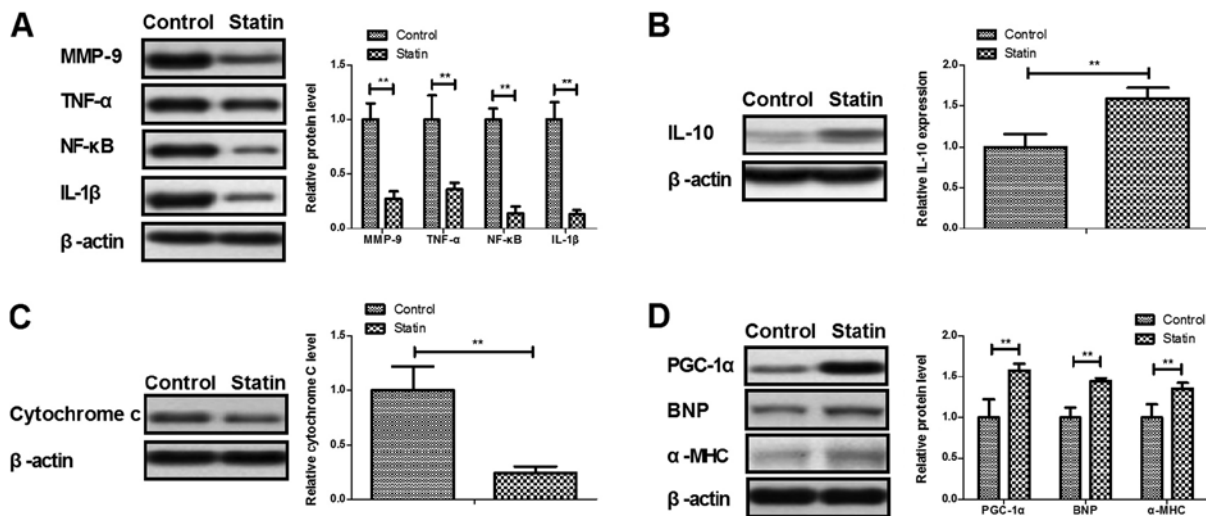 A
Control Statin
MMP-9
TNF-α
NF-κB
IL-1β
β-actin
Control
Statin
Relative protein level
1.5
1.0
0.5
0.0
** ** ** **
MMP-9 TNF-α NF-κB IL-1β
B
Control Statin
IL-10
β-actin
Control
Statin
Relative IL-10 expression
2.0
1.5
1.0
0.5
0.0
**
C
Control Statin
Cytochrome c
β-actin
Control
Statin
Relative cytochrome C level
1.5
1.0
0.5
0.0
**
D
Control Statin
PGC-1α
BNP
α-MHC
β-actin
Control
Statin
Relative protein level
2.0
1.5
1.0
0.5
0.0
** ** **
PGC-1α BNP α-MHC